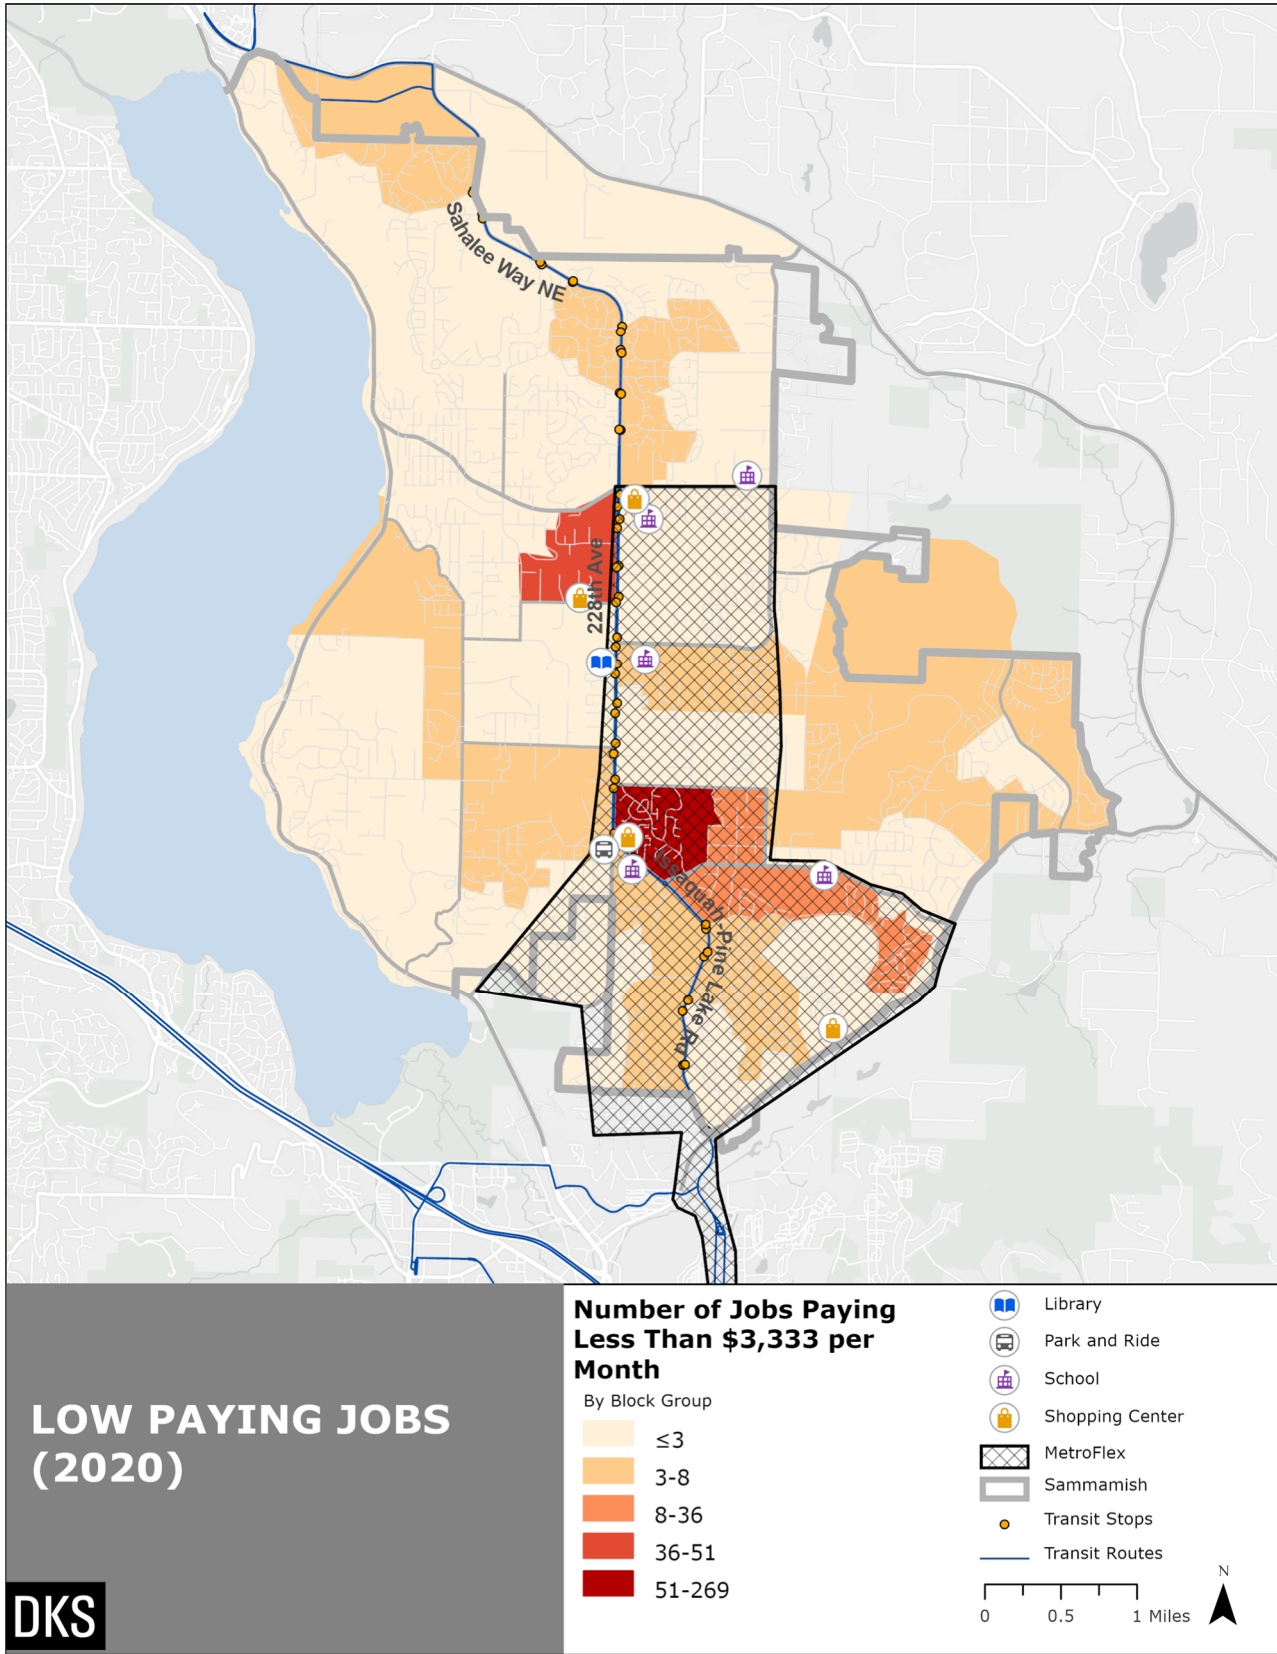 Sahalee Way NE
228th Ave
Issaquah-Pine Lake Rd
LOW PAYING JOBS
(2020)
DKS
Number of Jobs Paying
Less Than $3,333 per
Month
By Block Group
≤3
3-8
8-36
36-51
51-269
Library
Park and Ride
School
Shopping Center
MetroFlex
Sammamish
Transit Stops
Transit Routes
0 0.5 1 Miles
N